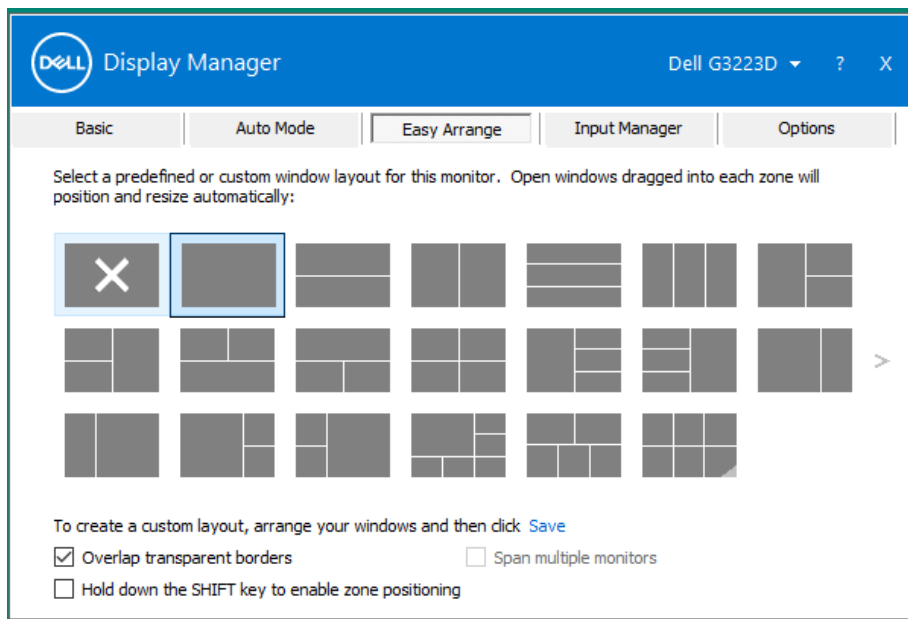 DELL Display Manager Dell G3223D ? X
Basic Auto Mode Easy Arrange Input Manager Options
Select a predefined or custom window layout for this monitor. Open windows dragged into each zone will
position and resize automatically:
>
To create a custom layout, arrange your windows and then click Save
Overlap transparent borders Span multiple monitors
Hold down the SHIFT key to enable zone positioning